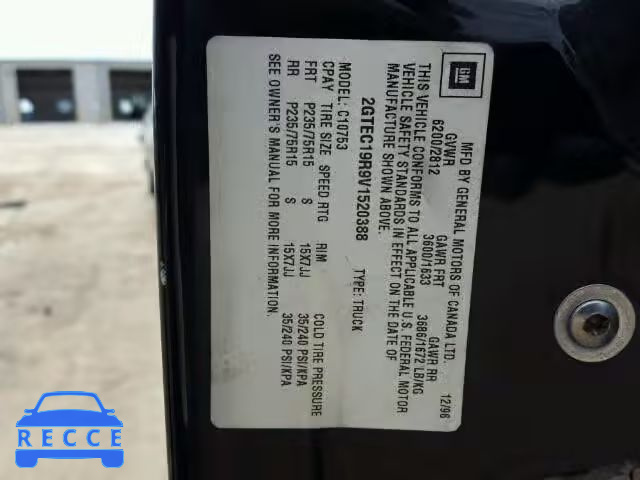 GM
MFD BY GENERAL MOTORS OF CANADA LTD. 12/96
GVWR GAWR FRT GAWR RR
6200/2812 3600/1633 3686/1672 LB/KG
THIS VEHICLE CONFORMS TO ALL APPLICABLE U.S. FEDERAL MOTOR
VEHICLE SAFETY STANDARDS IN EFFECT ON THE DATE OF
MANUFACTURE SHOWN ABOVE.
2GTEC19R9V1520388 TYPE: TRUCK
MODEL: C10753
CPAY TIRE SIZE SPEED RTG RIM COLD TIRE PRESSURE
FRT P235/75R15 S 15X7JJ 35/240 PSI/KPA
RR P235/75R15 S 15X7JJ 35/240 PSI/KPA
SEE OWNER'S MANUAL FOR MORE INFORMATION.
RECCE